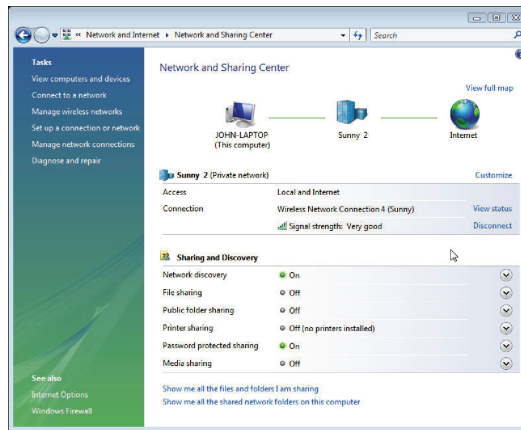 « Network and Internet ▸ Network and Sharing Center
Search
Tasks
View computers and devices
Connect to a network
Manage wireless networks
Set up a connection or network
Manage network connections
Diagnose and repair
See also
Internet Options
Windows Firewall
Network and Sharing Center
View full map
JOHN-LAPTOP
(This computer)
Sunny 2
Internet
Sunny 2 (Private network) Customize
Access Local and Internet
Connection Wireless Network Connection 4 (Sunny) View status
Signal strength: Very good Disconnect
Sharing and Discovery
Network discovery On
File sharing Off
Public folder sharing Off
Printer sharing Off (no printers installed)
Password protected sharing On
Media sharing Off
Show me all the files and folders I am sharing
Show me all the shared network folders on this computer